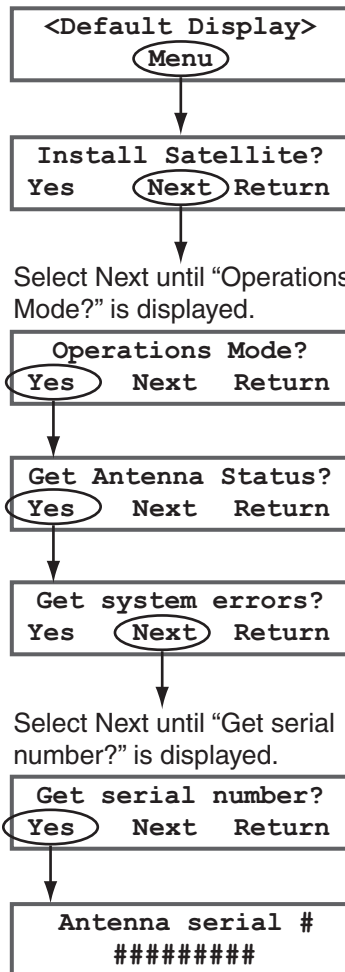 <Default Display>
Menu
Install Satellite?
Yes Next Return
Select Next until “Operations
Mode?” is displayed.
Operations Mode?
Yes Next Return
Get Antenna Status?
Yes Next Return
Get system errors?
Yes Next Return
Select Next until “Get serial
number?” is displayed.
Get serial number?
Yes Next Return
Antenna serial #
#########